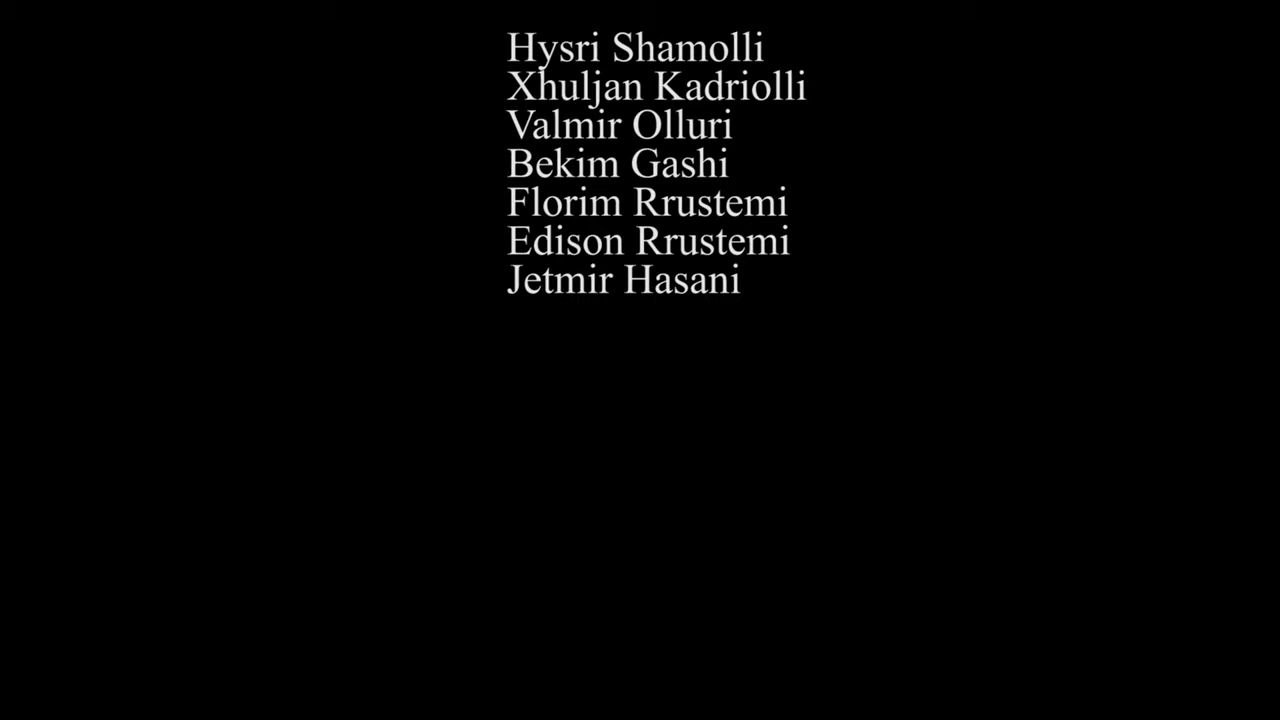 Hysri Shamolli
Xhuljan Kadriolli
Valmir Olluri
Bekim Gashi
Florim Rrustemi
Edison Rrustemi
Jetmir Hasani